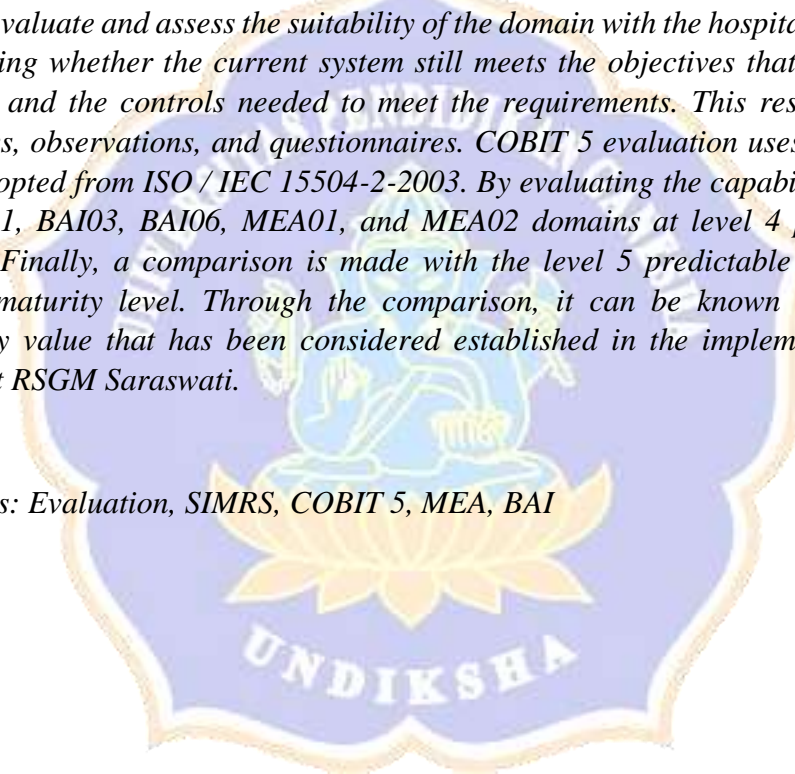 valuate and assess the suitability of the domain with the hospital
ing whether the current system still meets the objectives that
and the controls needed to meet the requirements. This res
s, observations, and questionnaires. COBIT 5 evaluation uses
opted from ISO / IEC 15504-2-2003. By evaluating the capabi
1, BAI03, BAI06, MEA01, and MEA02 domains at level 4 p
Finally, a comparison is made with the level 5 predictable
maturity level. Through the comparison, it can be known
y value that has been considered established in the implem
t RSGM Saraswati.
s: Evaluation, SIMRS, COBIT 5, MEA, BAI
UNDIKSHA